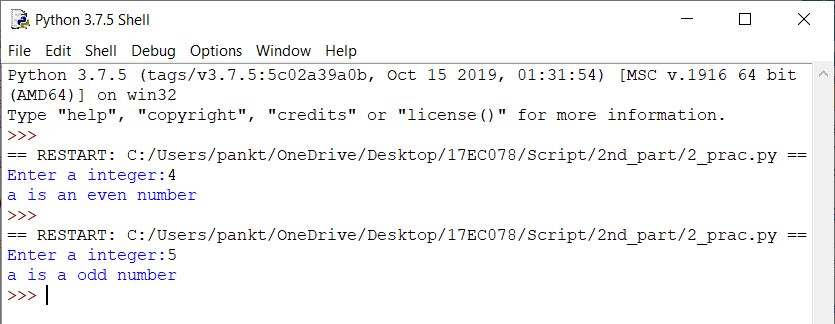 Python 3.7.5 Shell
File Edit Shell Debug Options Window Help
Python 3.7.5 (tags/v3.7.5:5c02a39a0b, Oct 15 2019, 01:31:54) [MSC v.1916 64 bit
(AMD64)] on win32
Type "help", "copyright", "credits" or "license()" for more information.
>>>
== RESTART: C:/Users/pankt/OneDrive/Desktop/17EC078/Script/2nd_part/2_prac.py ==
Enter a integer:4
a is an even number
>>>
== RESTART: C:/Users/pankt/OneDrive/Desktop/17EC078/Script/2nd_part/2_prac.py ==
Enter a integer:5
a is a odd number
>>>